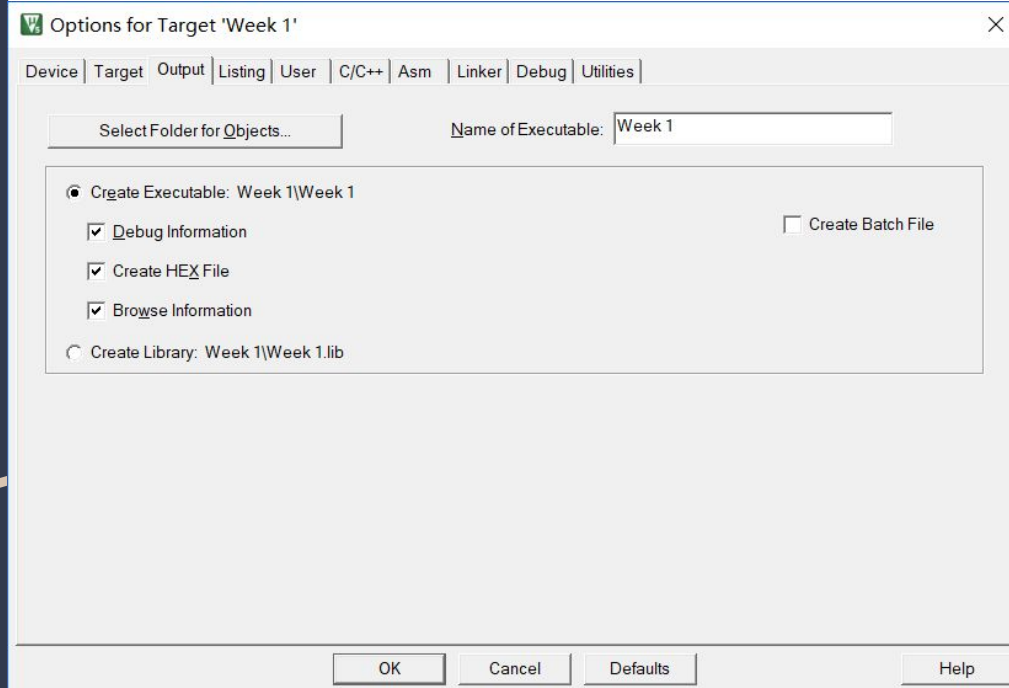 Options for Target 'Week 1'
Device Target Output Listing User C/C++ Asm Linker Debug Utilities
Select Folder for Objects... Name of Executable: Week 1
Create Executable: Week 1\Week 1
Debug Information Create Batch File
Create HEX File
Browse Information
Create Library: Week 1\Week 1.lib
OK Cancel Defaults Help